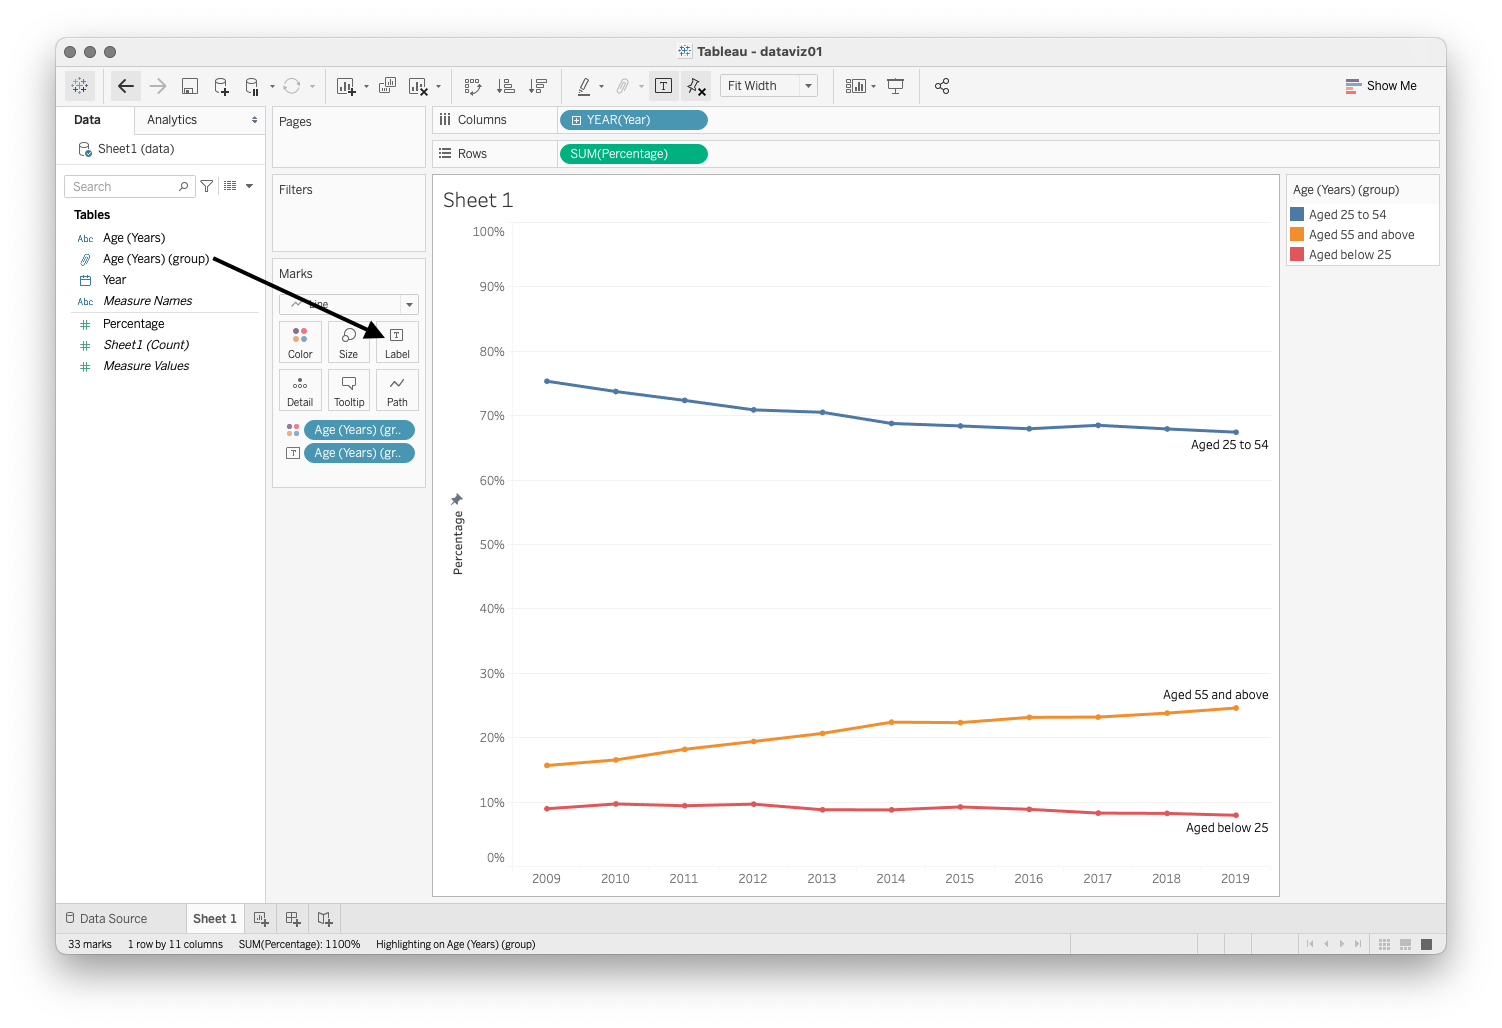 Tableau - dataviz01
Fit Width
Show Me
Data
Analytics
Sheet1 (data)
Search
Tables
Abc Age (Years)
Age (Years) (group)
Year
Abc Measure Names
Percentage
Sheet1 (Count)
Measure Values
Pages
Filters
Marks
Line
Color
Size
T Label
Detail
Tooltip
Path
Age (Years) (gr..
T Age (Years) (gr..
Columns
YEAR(Year)
Rows
SUM(Percentage)
Sheet 1
Percentage
100%
90%
80%
70%
60%
50%
40%
30%
20%
10%
0%
Aged 25 to 54
Aged 55 and above
Aged below 25
2009 2010 2011 2012 2013 2014 2015 2016 2017 2018 2019
Age (Years) (group)
Aged 25 to 54
Aged 55 and above
Aged below 25
Data Source
Sheet 1
33 marks 1 row by 11 columns SUM(Percentage): 1100% Highlighting on Age (Years) (group)